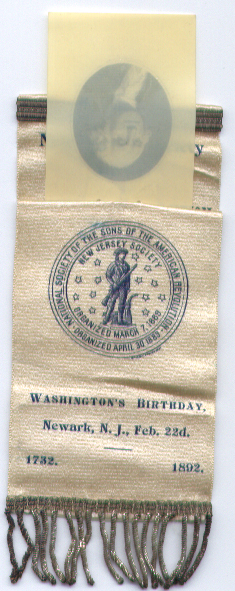 NATIONAL SOCIETY OF THE SONS OF THE AMERICAN REVOLUTION.
ORGANIZED APRIL 30 1889
NEW JERSEY SOCIETY
ORGANIZED MARCH 7, 1889
WASHINGTON'S BIRTHDAY.
Newark, N. J., Feb. 22d.
1732. 1892.